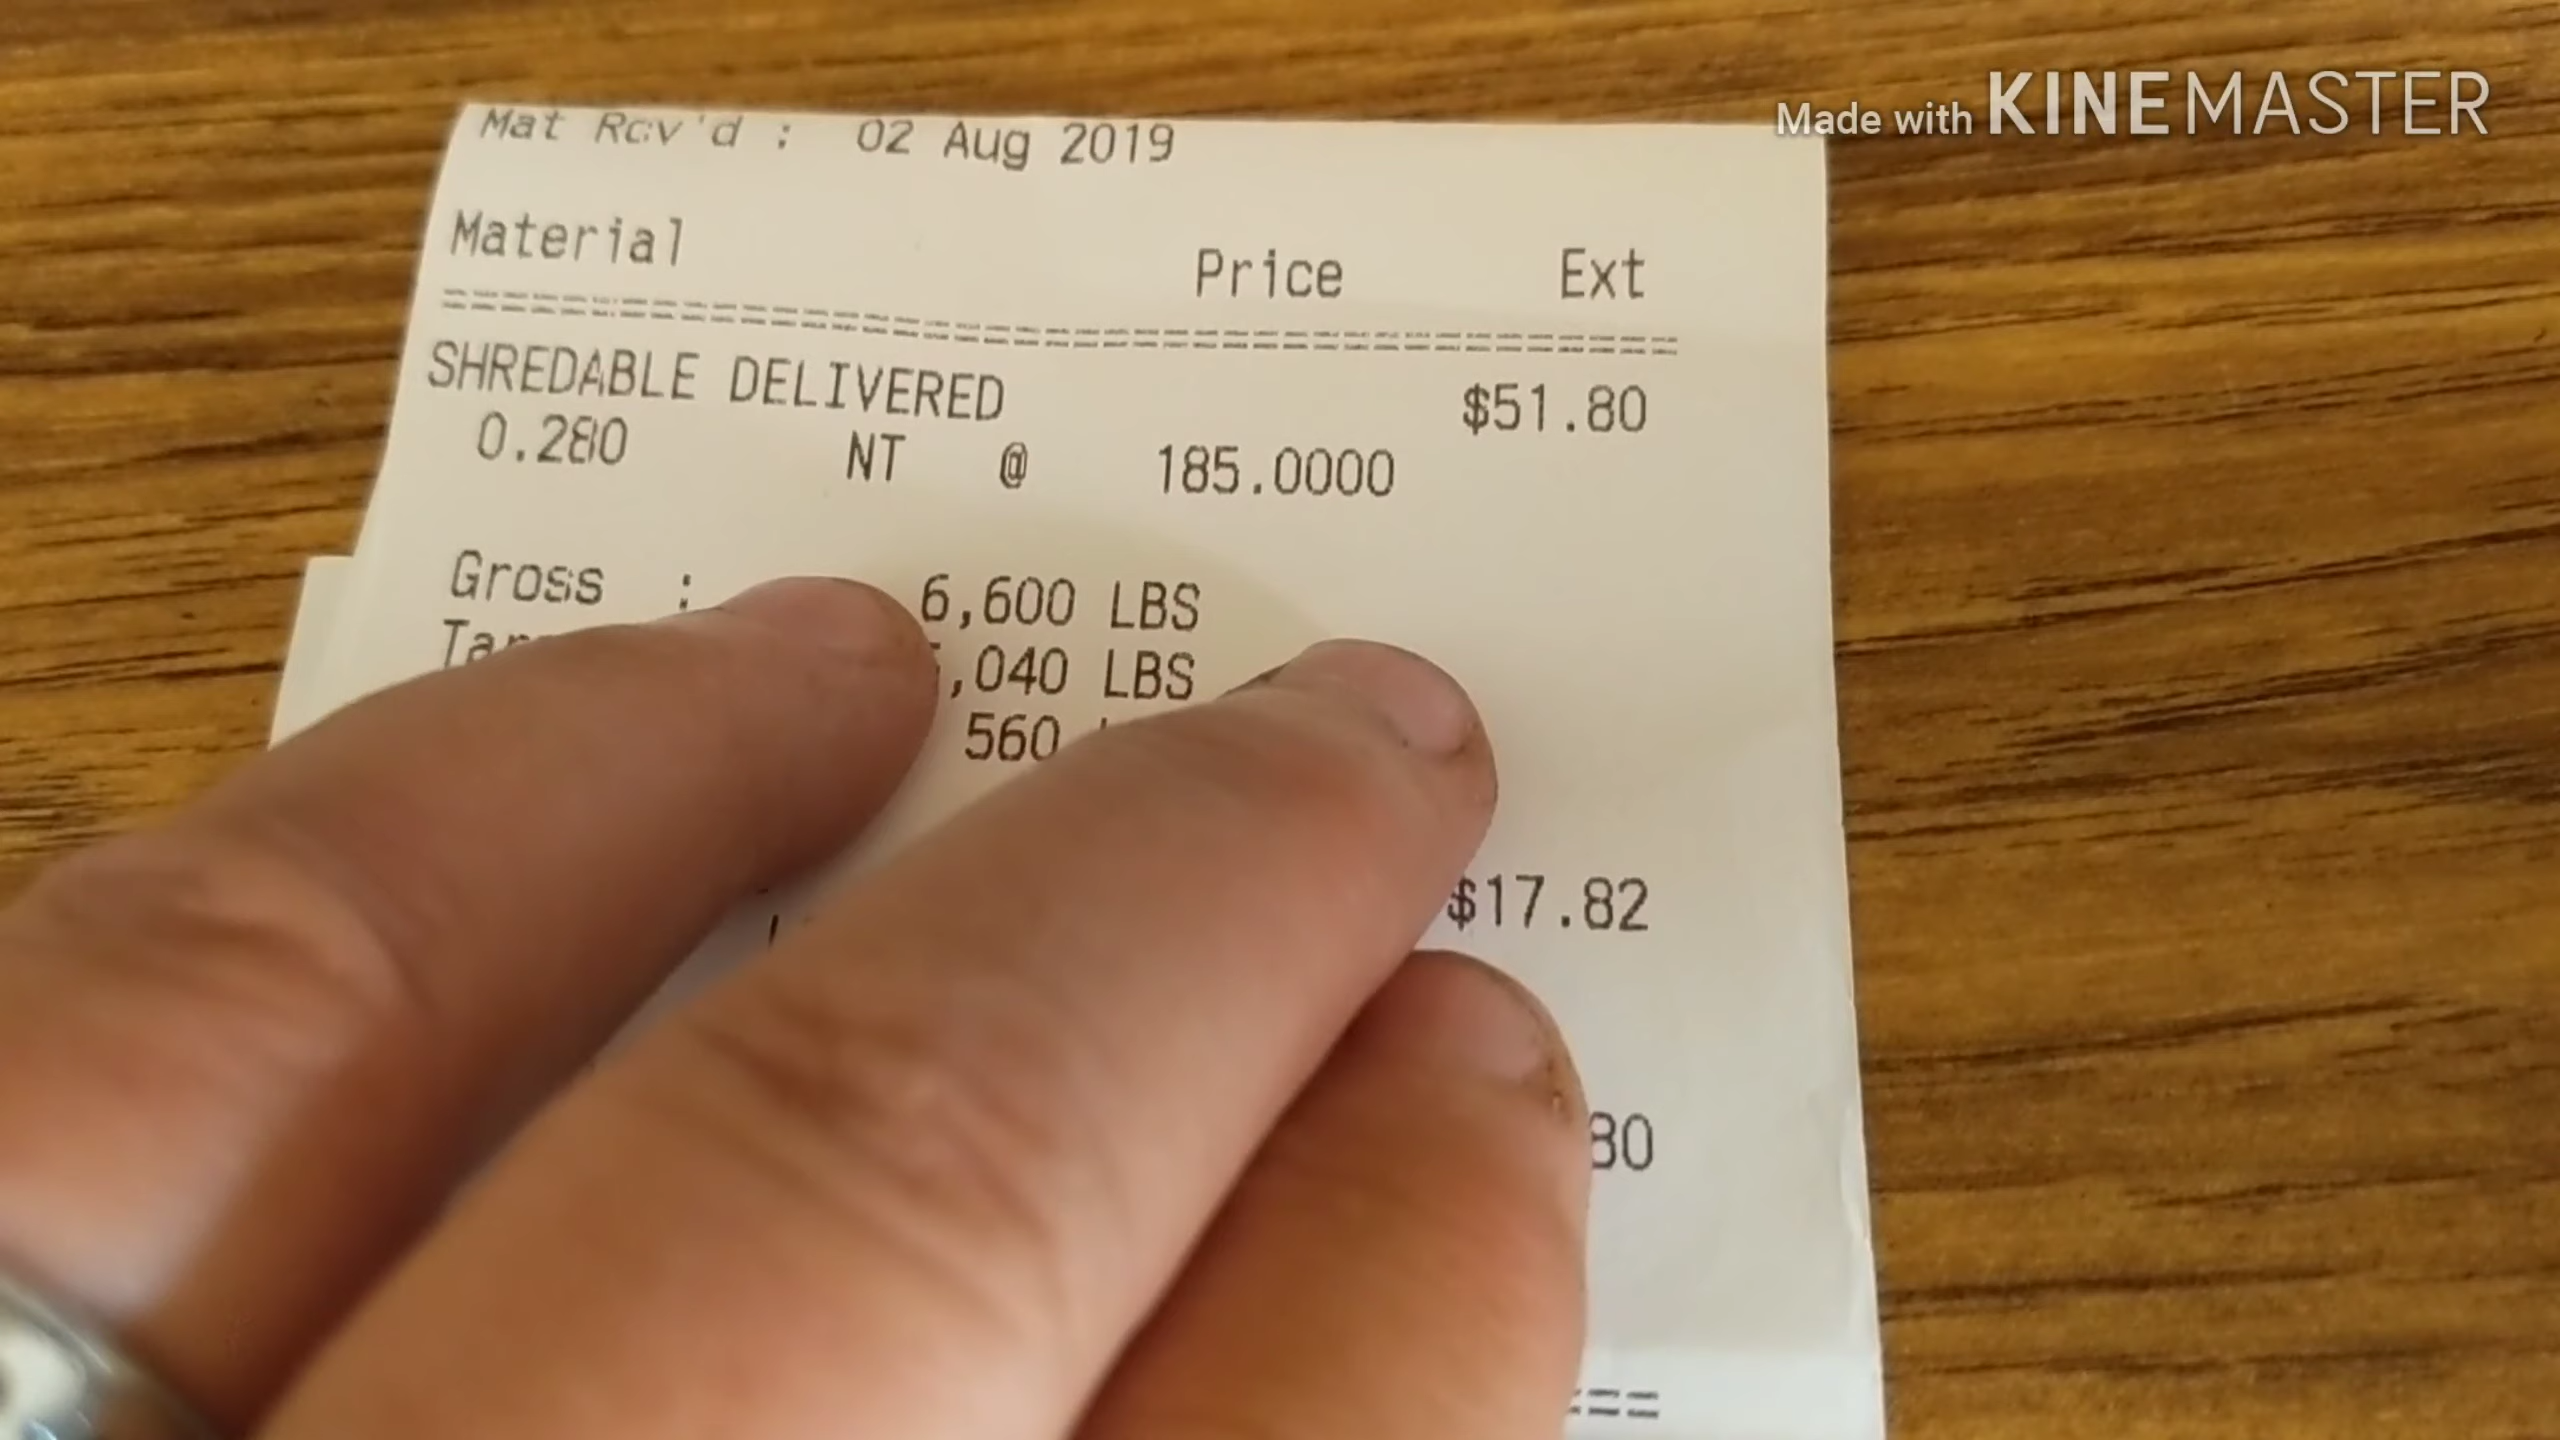 Made with KINEMASTER
Mat Rcv'd : 02 Aug 2019
Material Price Ext
SHREDABLE DELIVERED $51.80
0.280 NT @ 185.0000
Gross : 6,600 LBS
,040 LBS
560
$17.82
80